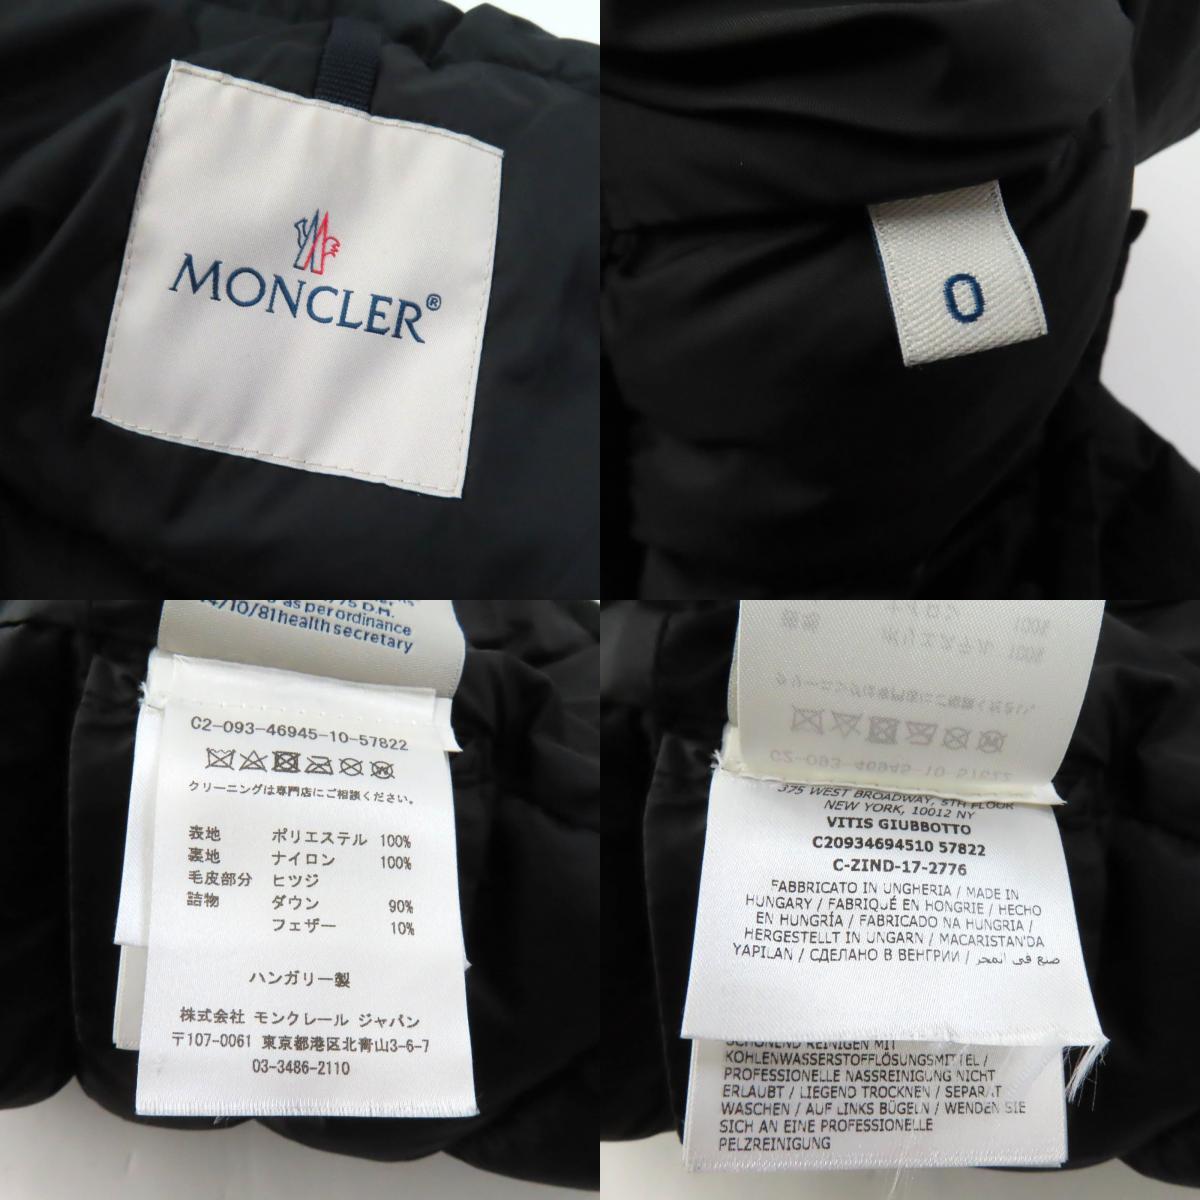 MONCLER®
0
14/10/81 health secretary
as per ordinance
C2-093-46945-10-57822
クリーニングは専門店にご相談ください。
表地 ポリエステル 100%
裏地 ナイロン 100%
毛皮部分 ヒツジ
詰物 ダウン 90%
フェザー 10%
ハンガリー製
株式会社 モンクレール ジャパン
〒107-0061 東京都港区北青山3-6-7
03-3486-2110
375 WEST BROADWAY, 5TH FLOOR
NEW YORK, 10012 NY
VITIS GIUBBOTTO
C20934694510 57822
C-ZIND-17-2776
FABBRICATO IN UNGHERIA / MADE IN
HUNGARY / FABRIQUÉ EN HONGRIE / HECHO
EN HUNGRÍA / FABRICADO NA HUNGRIA /
HERGESTELLT IN UNGARN / MACARISTAN'DA
YAPILAN / СДЕЛАНО В ВЕНГРИИ / صنع في المجر
SCHONEND REINIGEN MIT
KOHLENWASSERSTOFFLÖSUNGSMITTEL /
PROFESSIONELLE NASSREINIGUNG NICHT
ERLAUBT / LIEGEND TROCKNEN / SEPARAT
WASCHEN / AUF LINKS BÜGELN / WENDEN SIE
SICH AN EINE PROFESSIONELLE
PELZREINIGUNG